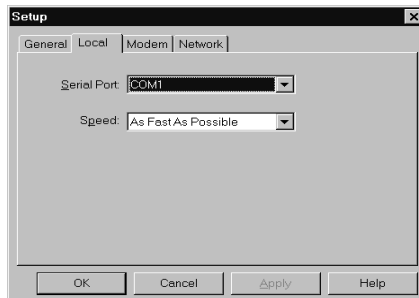 Setup
General Local Modem Network
Serial Port: COM1
Speed: As Fast As Possible
OK Cancel Apply Help